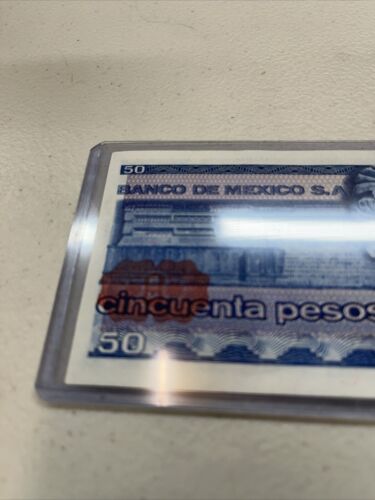 50
BANCO DE MEXICO S.A
cincuenta pesos
50